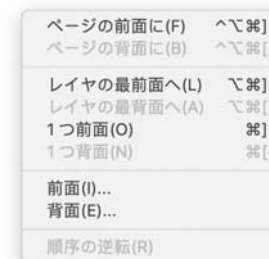 ページの前面に(F) ^⌥⌘]
ページの背面に(B) ^⌥⌘[
レイヤの最前面へ(L) ⌥⌘]
レイヤの最背面へ(A) ⌥⌘[
1つ前面(O) ⌘]
1つ背面(N) ⌘[
前面(I)...
背面(E)...
順序の逆転(R)